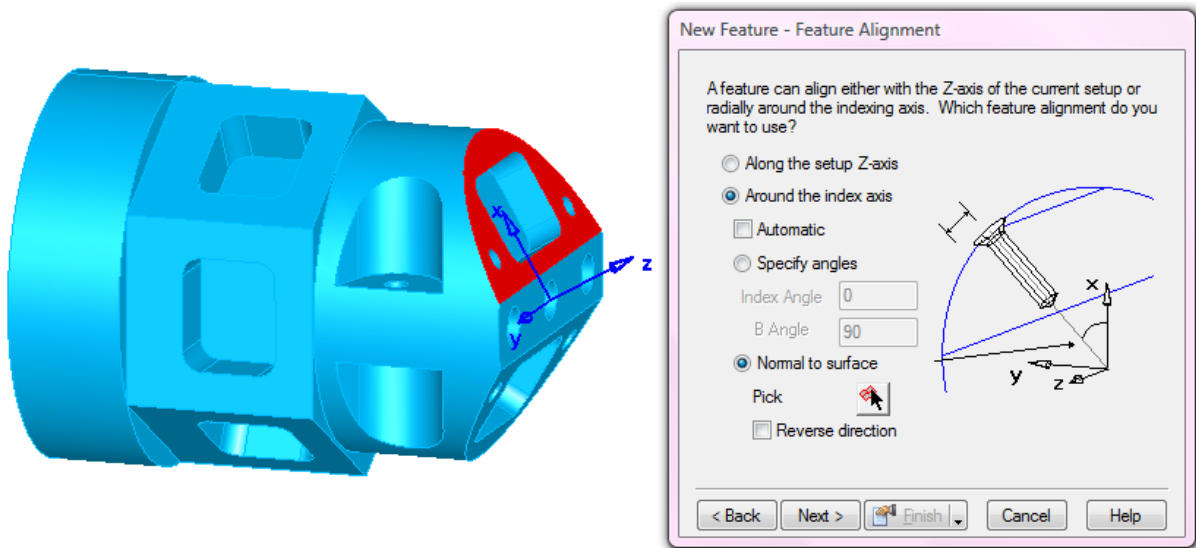 New Feature - Feature Alignment
A feature can align either with the Z-axis of the current setup or
radially around the indexing axis.  Which feature alignment do you
want to use?
Along the setup Z-axis
Around the index axis
Automatic
Specify angles
Index Angle 0
B Angle 90
Normal to surface
Pick
Reverse direction
x
z
y
x
y
z
< Back Next > Finish Cancel Help